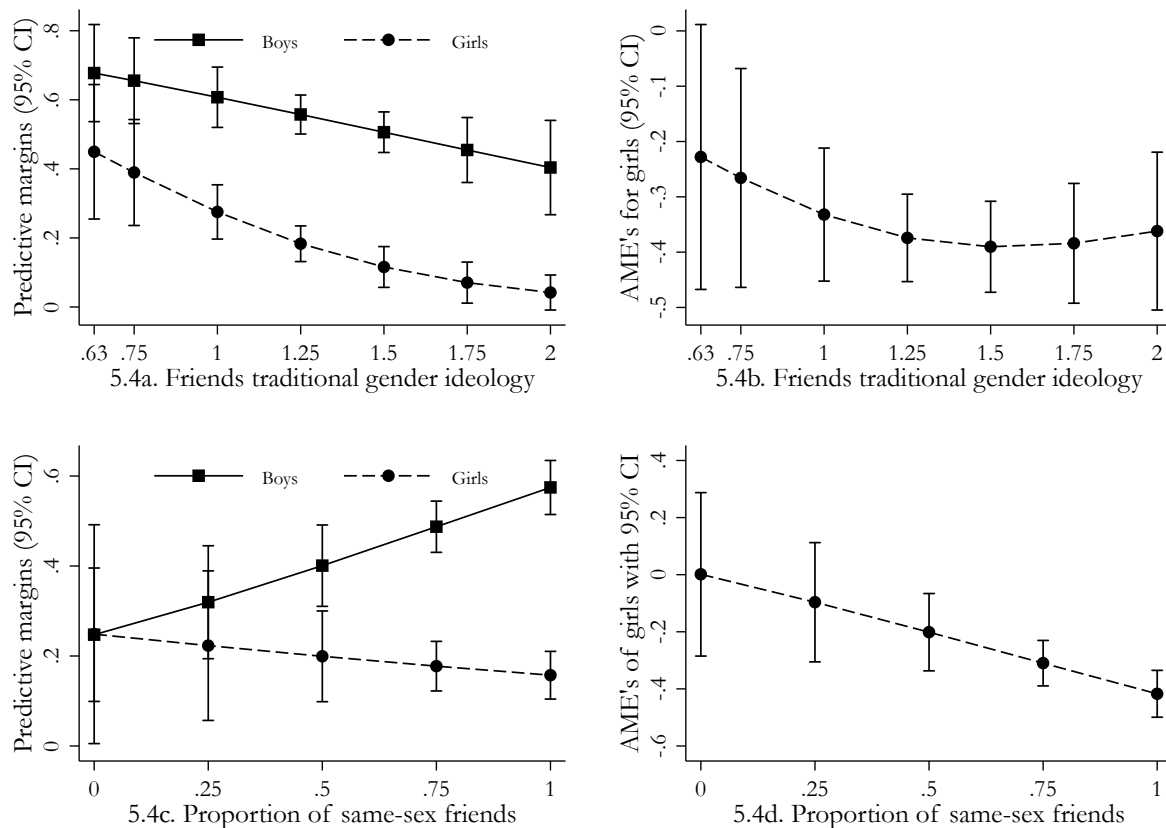 Predictive margins (95% CI)
0 .2 .4 .6 .8
Boys Girls
.63 .75 1 1.25 1.5 1.75 2
5.4a. Friends traditional gender ideology
AME's for girls (95% CI)
-.5 -.4 -.3 -.2 -.1 0
.63 .75 1 1.25 1.5 1.75 2
5.4b. Friends traditional gender ideology
Predictive margins (95% CI)
0 .2 .4 .6
Boys Girls
0 .25 .5 .75 1
5.4c. Proportion of same-sex friends
AME's of girls with 95% CI
-.6 -.4 -.2 0 .2 .4
0 .25 .5 .75 1
5.4d. Proportion of same-sex friends